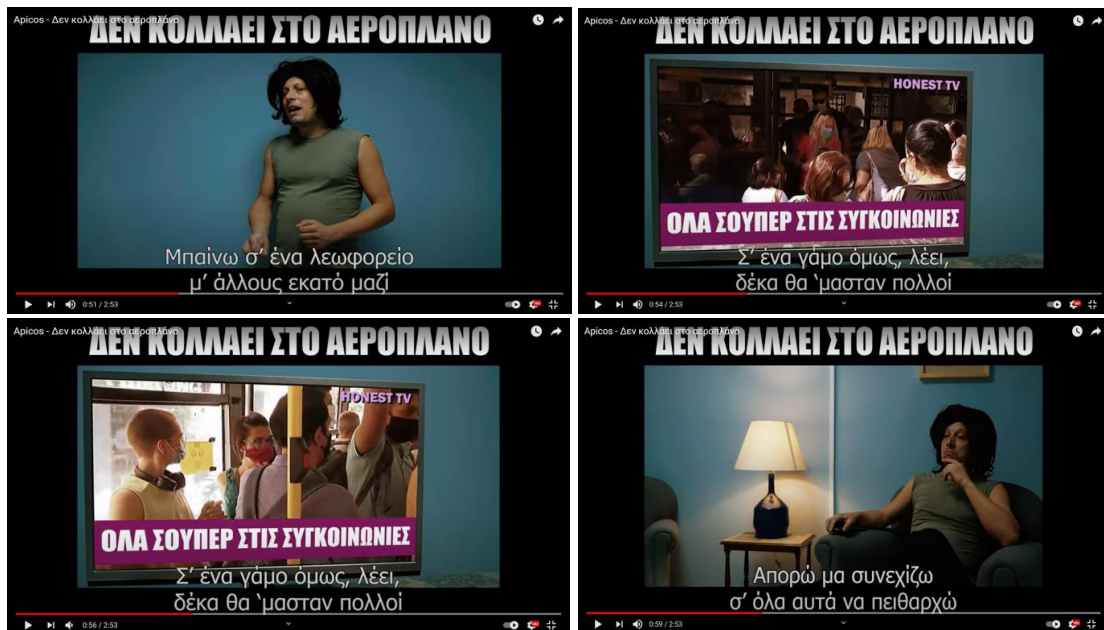 Apicos - Δεν κολλάει στο αεροπλάνο
ΔΕΝ ΚΟΛΛΑΕΙ ΣΤΟ ΑΕΡΟΠΛΑΝΟ
Μπαίνω σ' ένα λεωφορείο
μ' άλλους εκατό μαζί
0:51 / 2:53
Apicos - Δεν κολλάει στο αεροπλάνο
ΔΕΝ ΚΟΛΛΑΕΙ ΣΤΟ ΑΕΡΟΠΛΑΝΟ
HONEST TV
ΟΛΑ ΣΟΥΠΕΡ ΣΤΙΣ ΣΥΓΚΟΙΝΩΝΙΕΣ
Σ' ένα γάμο όμως, λέει,
δέκα θα 'μασταν πολλοί
0:54 / 2:53
Apicos - Δεν κολλάει στο αεροπλάνο
ΔΕΝ ΚΟΛΛΑΕΙ ΣΤΟ ΑΕΡΟΠΛΑΝΟ
HONEST TV
ΟΛΑ ΣΟΥΠΕΡ ΣΤΙΣ ΣΥΓΚΟΙΝΩΝΙΕΣ
Σ' ένα γάμο όμως, λέει,
δέκα θα 'μασταν πολλοί
0:56 / 2:53
Apicos - Δεν κολλάει στο αεροπλάνο
ΔΕΝ ΚΟΛΛΑΕΙ ΣΤΟ ΑΕΡΟΠΛΑΝΟ
Απορώ μα συνεχίζω
σ' όλα αυτά να πειθαρχώ
0:59 / 2:53